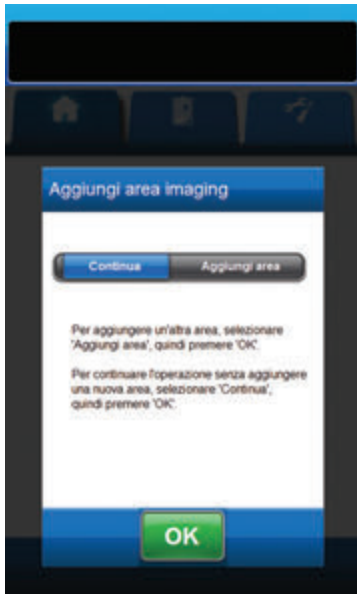 Aggiungi area imaging
Continua Aggiungi area
Per aggiungere un'altra area, selezionare
'Aggiungi area', quindi premere 'OK'.
Per continuare l'operazione senza aggiungere
una nuova area, selezionare 'Continua',
quindi premere 'OK'.
OK